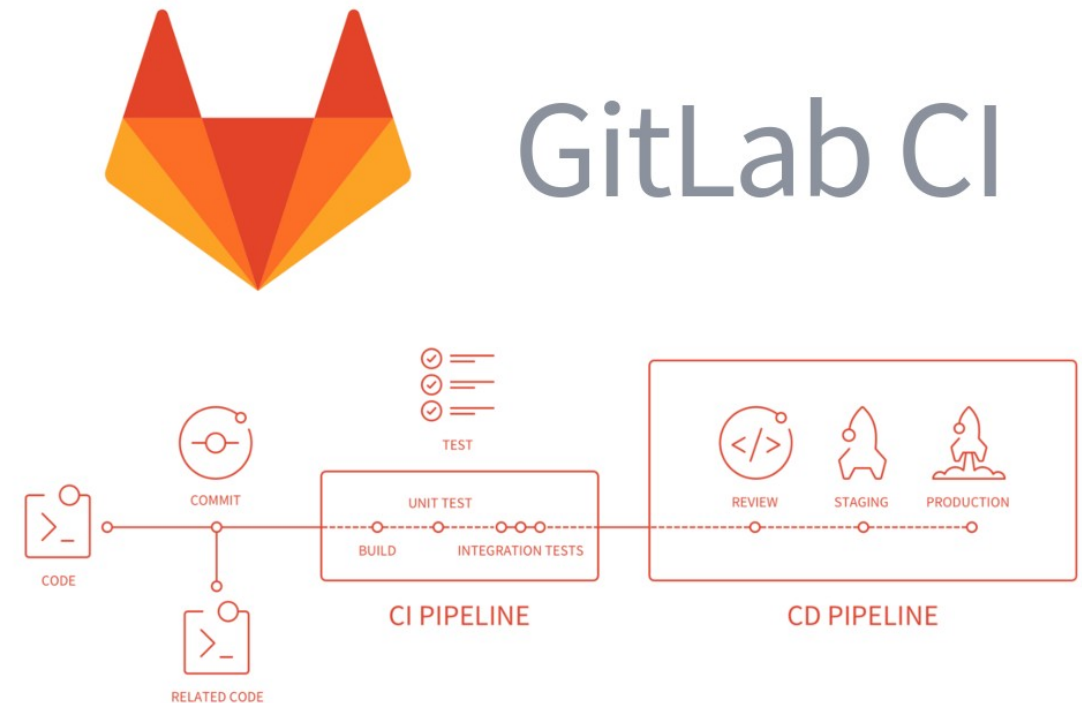 GitLab CI
TEST
COMMIT
UNIT TEST
REVIEW
STAGING
PRODUCTION
BUILD
INTEGRATION TESTS
CODE
CI PIPELINE
CD PIPELINE
RELATED CODE